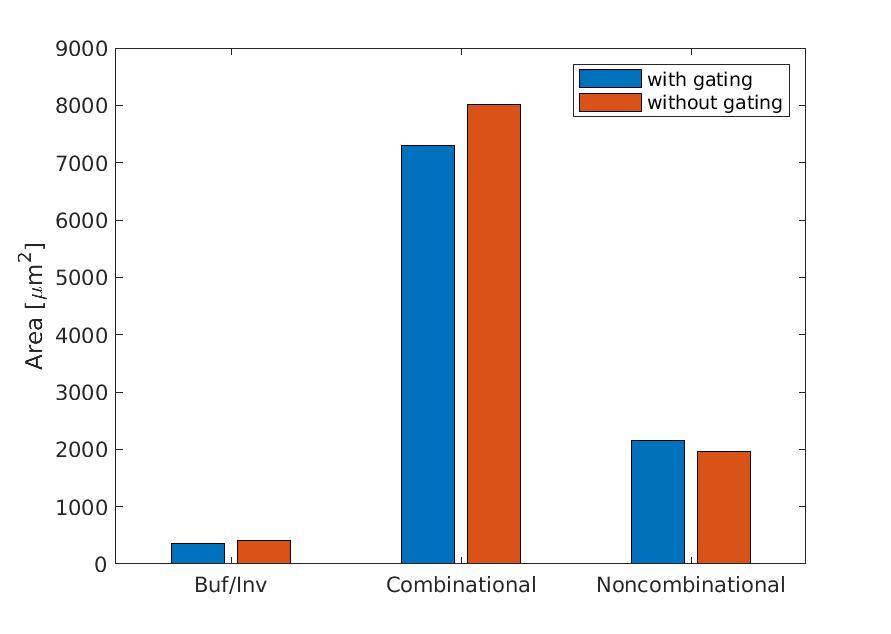 9000
8000
7000
6000
5000
4000
3000
2000
1000
0
Area [μm²]
with gating
without gating
Buf/Inv
Combinational
Noncombinational